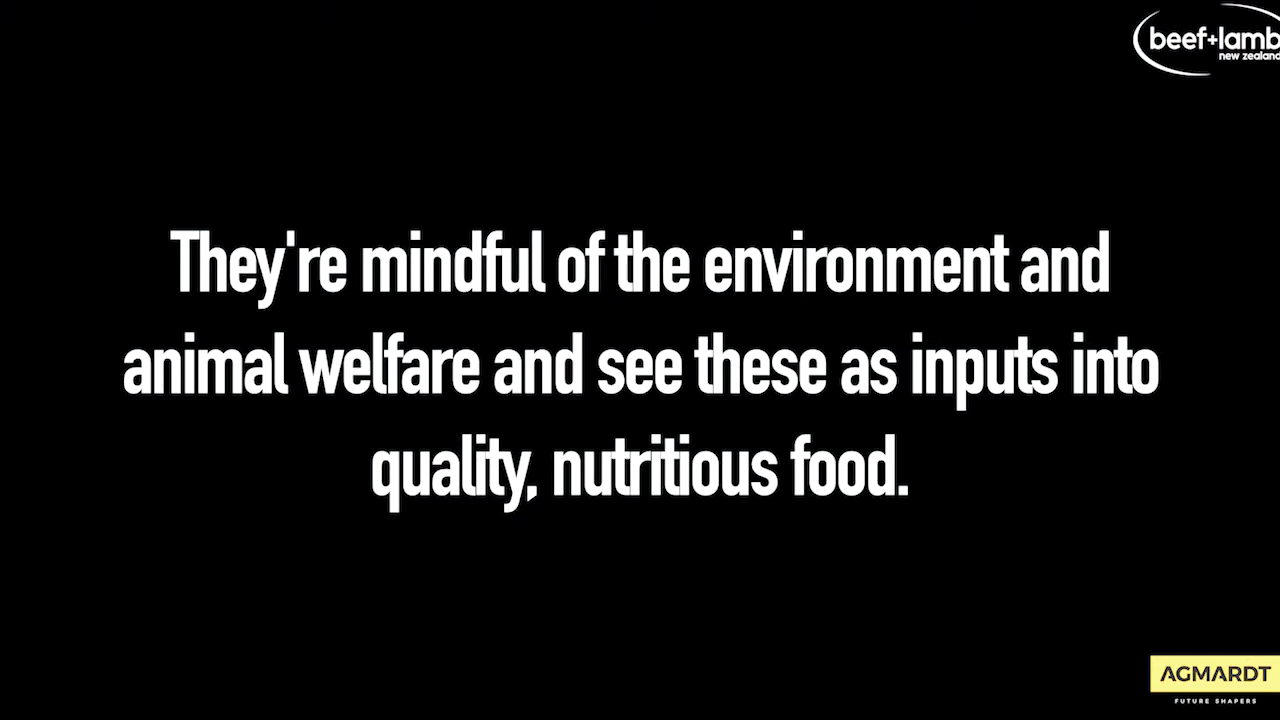 beef+lamb
new zealand
They're mindful of the environment and
animal welfare and see these as inputs into
quality, nutritious food.
AGMARDT
FUTURE SHAPERS